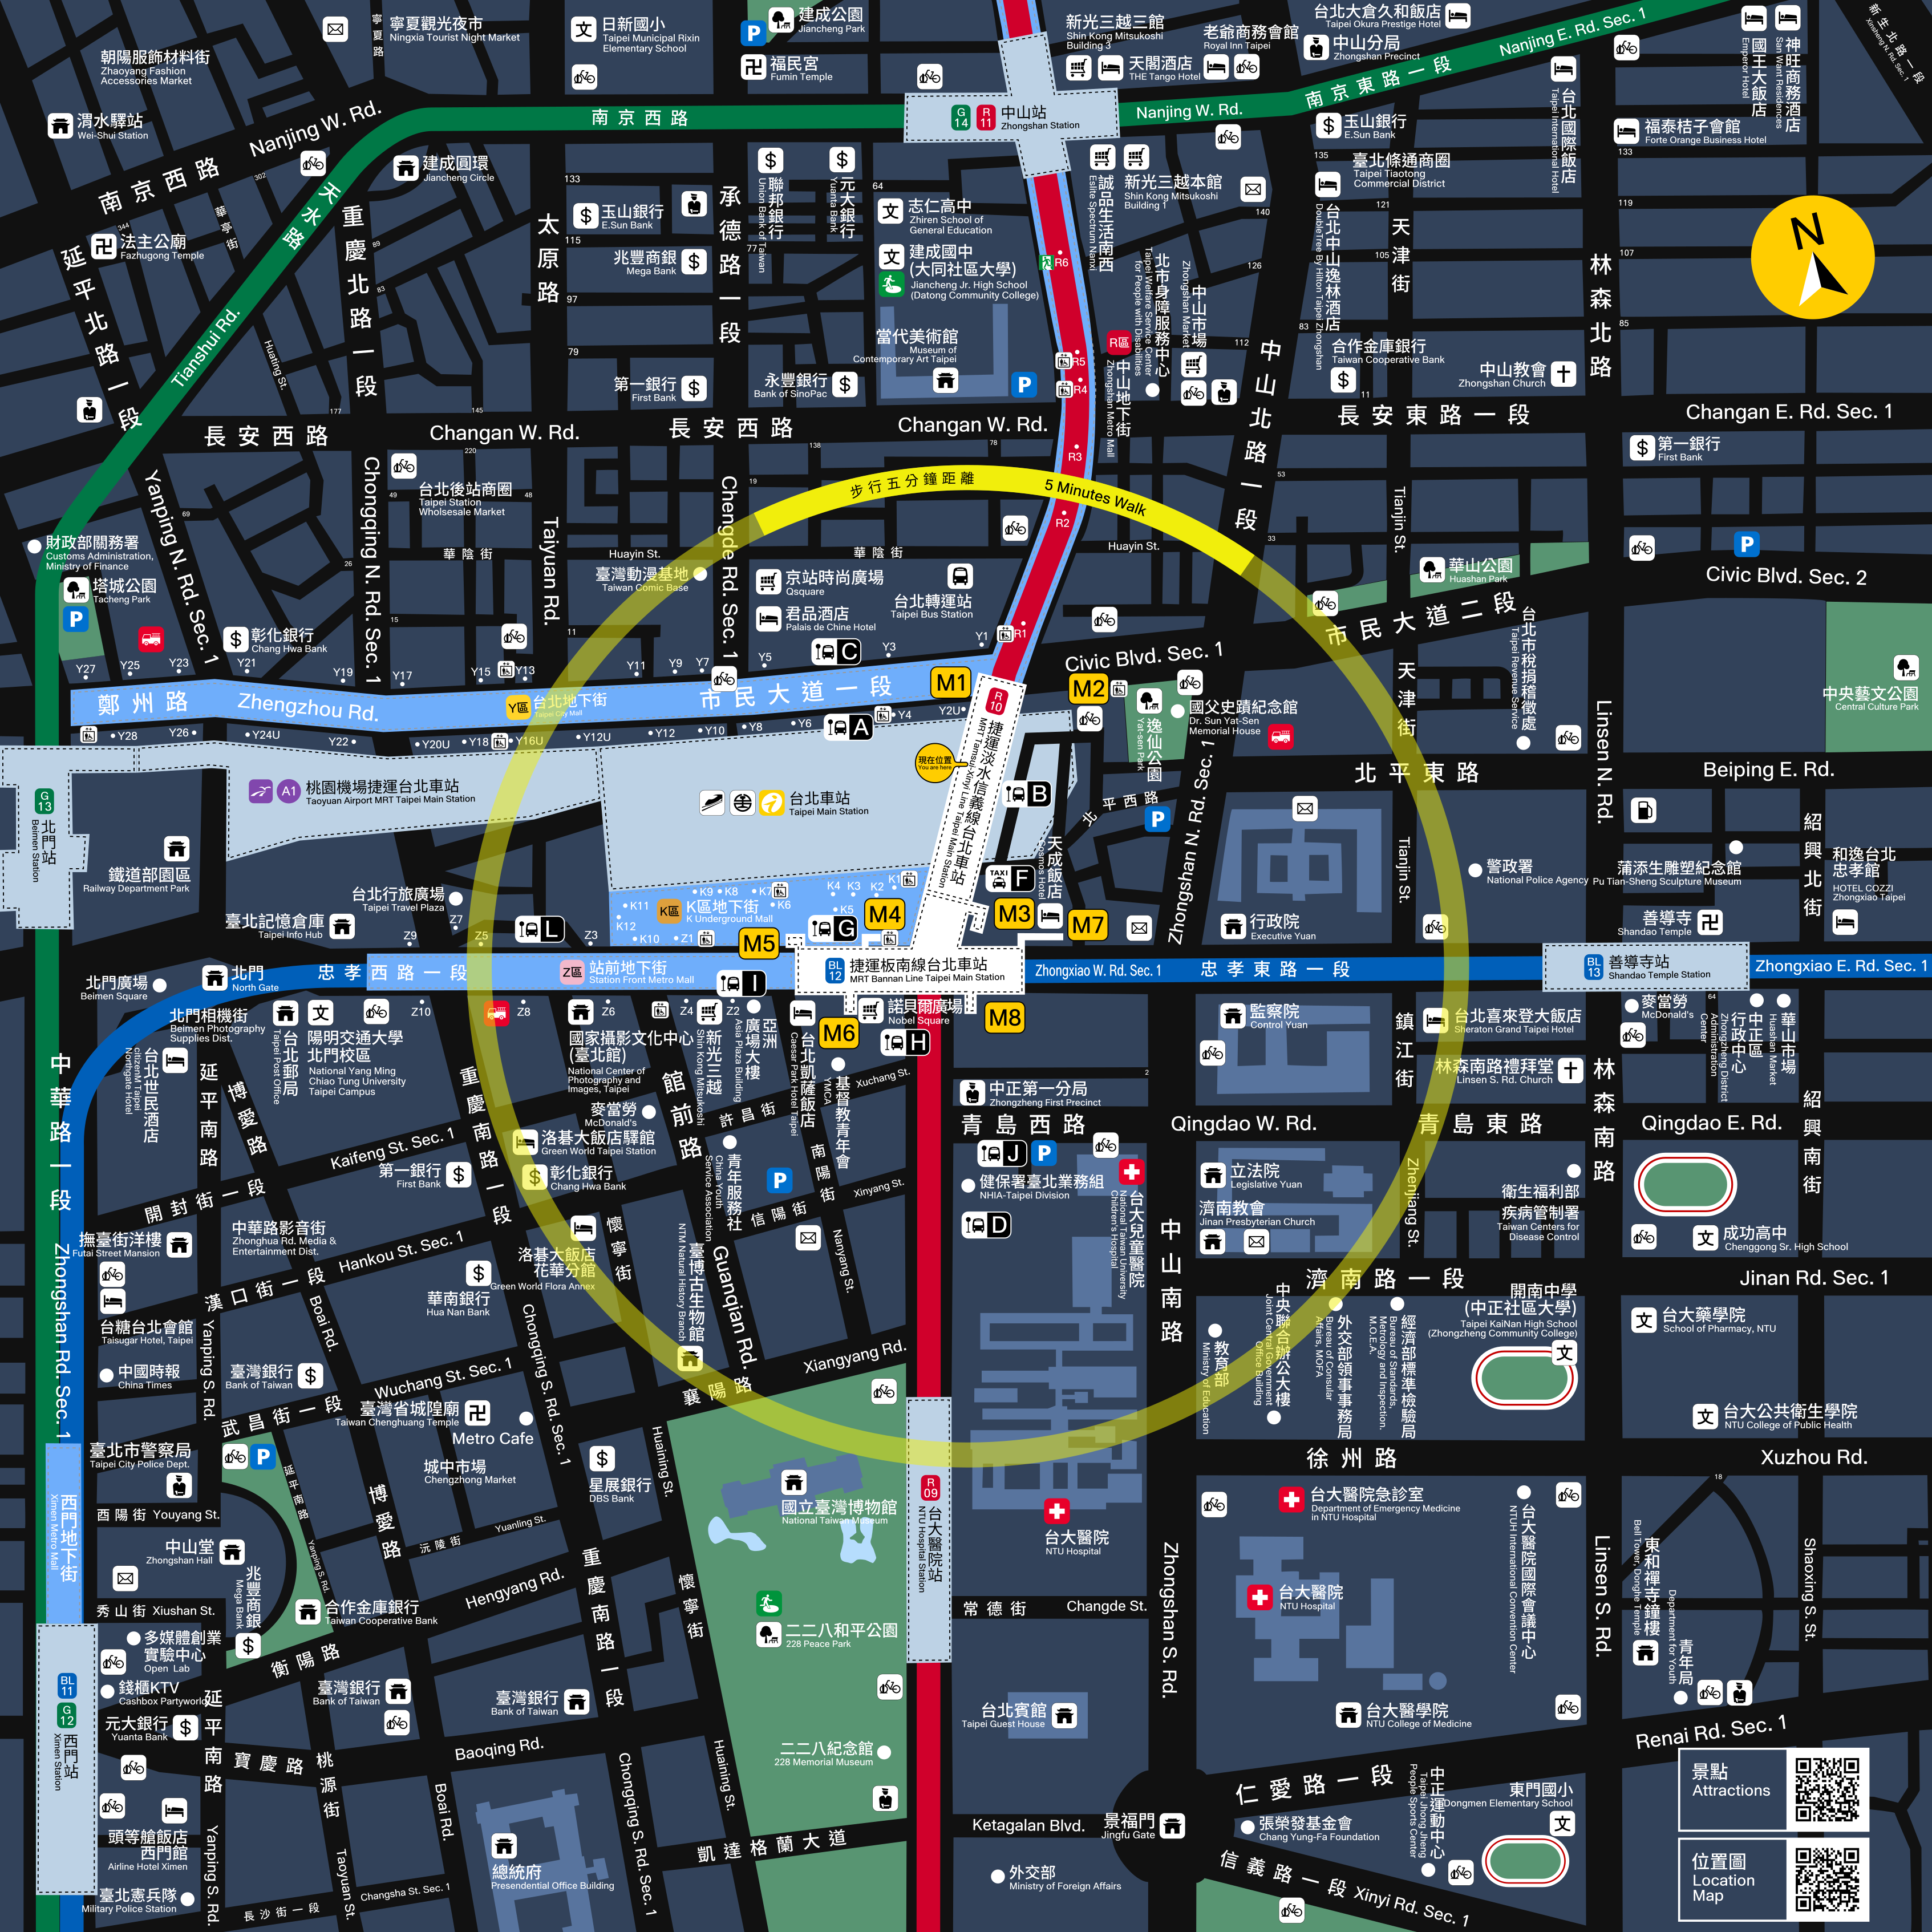 寧夏觀光夜市
Ningxia Tourist Night Market
寧夏路
日新國小
Taipei Municipal Rixin
Elementary School
建成公園
Jiancheng Park
福民宮
Fumin Temple
新光三越三館
Shin Kong Mitsukoshi
Building 3
天閣酒店
THE Tango Hotel
老爺商務會館
Royal Inn Taipei
台北大倉久和飯店
Taipei Okura Prestige Hotel
中山分局
Zhongshan Precinct
Nanjing E. Rd. Sec. 1
南京東路一段
國王大飯店
Emperor Hotel
神旺商務酒店
San Want Residences
新生北路一段
Xinsheng N. Rd. Sec. 1
朝陽服飾材料街
Zhaoyang Fashion
Accessories Market
渭水驛站
Wei-Shui Station
Nanjing W. Rd.
南京西路
南京西路
G
14
R
11
中山站
Zhongshan Station
Nanjing W. Rd.
玉山銀行
E.Sun Bank
台北國際飯店
Taipei International Hotel
福泰桔子會館
Forte Orange Business Hotel
建成圓環
Jiancheng Circle
天水路
Tianshui Rd.
重慶北路一段
華亭街
Huating St.
法主公廟
Fazhugong Temple
延平北路一段
太原路
玉山銀行
E.Sun Bank
兆豐商銀
Mega Bank
第一銀行
First Bank
承德路一段
聯邦銀行
Union Bank of Taiwan
元大銀行
Yuanta Bank
志仁高中
Zhiren School of
General Education
建成國中
(大同社區大學)
Jiancheng Jr. High School
(Datong Community College)
當代美術館
Museum of
Contemporary Art Taipei
永豐銀行
Bank of SinoPac
誠品生活南西
Eslite Spectrum Nanxi
新光三越本館
Shin Kong Mitsukoshi
Building 1
北市身障服務中心
Taipei Welfare Service Center
for People with Disabilities
中山市場
Zhongshan Market
R區
中山地下街
Zhongshan Metro Mall
R6
R5
R4
R3
R2
R1
臺北條通商圈
Taipei Tiaotong
Commercial District
台北中山逸林酒店
DoubleTree By Hilton Taipei Zhongshan
天津街
合作金庫銀行
Taiwan Cooperative Bank
中山教會
Zhongshan Church
林森北路
中山北路一段
長安西路
Changan W. Rd.
長安西路
Changan W. Rd.
長安東路一段
Changan E. Rd. Sec. 1
第一銀行
First Bank
步行五分鐘距離
5 Minutes Walk
Yanping N. Rd. Sec. 1
Chongqing N. Rd. Sec. 1
台北後站商圈
Taipei Station
Wholsesale Market
Taiyuan Rd.
Chengde Rd. Sec. 1
華陰街
Huayin St.
華陰街
Huayin St.
臺灣動漫基地
Taiwan Comic Base
京站時尚廣場
Qsquare
君品酒店
Palais de Chine Hotel
台北轉運站
Taipei Bus Station
C
Tianjin St.
華山公園
Huashan Park
Civic Blvd. Sec. 2
市民大道二段
台北市稅捐稽徵處
Taipei Revenue Service
中央藝文公園
Central Culture Park
財政部關務署
Customs Administration,
Ministry of Finance
塔城公園
Tacheng Park
彰化銀行
Chang Hwa Bank
Y27
Y25
Y23
Y21
Y19
Y17
Y15
Y13
Y11
Y9
Y7
Y5
Y3
Y1
鄭州路
Zhengzhou Rd.
Y區
台北地下街
Taipei City Mall
市民大道一段
M1
Civic Blvd. Sec. 1
M2
Y28
Y26
Y24U
Y22
Y20U
Y18
Y16U
Y12U
Y12
Y10
Y8
Y6
A
Y4
Y2U
R
10
捷運淡水信義線台北車站
MRT Tamsui-Xinyi Line Taipei Main Station
現在位置
You are here
逸仙公園
Yat-sen Park
國父史蹟紀念館
Dr. Sun Yat-Sen
Memorial House
天津街
北平東路
Beiping E. Rd.
北平西路
Linsen N. Rd.
G
13
北門站
Beimen Station
A1
桃園機場捷運台北車站
Taoyuan Airport MRT Taipei Main Station
台北車站
Taipei Main Station
B
鐵道部園區
Railway Department Park
臺北記憶倉庫
Taipei Info Hub
台北行旅廣場
Taipei Travel Plaza
Z7
Z9
Z5
L
Z3
K11
K12
K10
K9
K8
K7
K6
K5
K4
K3
K2
K1
K區
K區地下街
K Underground Mall
Z1
G
M5
M4
M3
M7
TAXI
F
天成飯店
Cosmos Hotel
Zhongshan N. Rd. Sec. 1
行政院
Executive Yuan
Tianjin St.
警政署
National Police Agency
蒲添生雕塑紀念館
Pu Tian-Sheng Sculpture Museum
善導寺
Shandao Temple
紹興北街
和逸台北
忠孝館
HOTEL COZZI
Zhongxiao Taipei
北門廣場
Beimen Square
北門
North Gate
忠孝西路一段
Z區
站前地下街
Station Front Metro Mall
I
BL
12
捷運板南線台北車站
MRT Bannan Line Taipei Main Station
Zhongxiao W. Rd. Sec. 1
忠孝東路一段
BL
13
善導寺站
Shandao Temple Station
Zhongxiao E. Rd. Sec. 1
北門相機街
Beimen Photography
Supplies Dist.
台北郵局
Taipei Post Office
陽明交通大學
北門校區
National Yang Ming
Chiao Tung University
Taipei Campus
Z10
Z8
Z6
Z4
Z2
國家攝影文化中心
(臺北館)
National Center of
Photography and
Images, Taipei
新光三越
Shin Kong Mitsukoshi
亞洲
廣場大樓
Asia Plaza Building
台北凱薩飯店
Caesar Park Hotel Taipei
M6
諾貝爾廣場
Nobel Square
H
M8
基督教青年會
YMCA
Xuchang St.
許昌街
監察院
Control Yuan
鎮江街
台北喜來登大飯店
Sheraton Grand Taipei Hotel
林森南路禮拜堂
Linsen S. Rd. Church
麥當勞
McDonald's
中正區
行政中心
Zhongzheng District
Administration
Center
華山市場
Huashan Market
中華路一段
Zhongshan Rd. Sec. 1
台北世民酒店
citizenM Taipei
Northgate Hotel
延平南路
博愛路
重慶南路一段
館前路
麥當勞
McDonald's
洛碁大飯店驛館
Green World Taipei Station
彰化銀行
Chang Hwa Bank
Kaifeng St. Sec. 1
開封街一段
第一銀行
First Bank
青年服務社
China Youth
Service Association
信陽街
Xinyang St.
南陽街
Nanyang St.
中正第一分局
Zhongzheng First Precinct
青島西路
Qingdao W. Rd.
青島東路
Qingdao E. Rd.
J
健保署臺北業務組
NHIA-Taipei Division
D
台大兒童醫院
National Taiwan University
Children's Hospital
立法院
Legislative Yuan
濟南教會
Jinan Presbyterian Church
Zhenjiang St.
衛生福利部
疾病管制署
Taiwan Centers for
Disease Control
林森南路
紹興南街
成功高中
Chenggong Sr. High School
撫臺街洋樓
Futai Street Mansion
中華路影音街
Zhonghua Rd. Media &
Entertainment Dist.
漢口街一段
Hankou St. Sec. 1
洛碁大飯店
花華分館
Green World Flora Annex
華南銀行
Hua Nan Bank
懷寧街
臺博古生物館
NTM Natural History Branch
Guanqian Rd.
中山南路
濟南路一段
Jinan Rd. Sec. 1
台糖台北會館
Taisugar Hotel, Taipei
中國時報
China Times
臺灣銀行
Bank of Taiwan
Yanping S. Rd.
Boai Rd.
Wuchang St. Sec. 1
武昌街一段
Chongqing S. Rd. Sec. 1
臺灣省城隍廟
Taiwan Chenghuang Temple
Metro Cafe
襄陽路
Xiangyang Rd.
教育部
Ministry of Education
中央聯合辦公大樓
Joint Central Government
Office Building
外交部領事事務局
Bureau of Consular
Affairs, MOFA
經濟部標準檢驗局
Bureau of Standards,
Metrology and Inspection.
M.O.E.A.
開南中學
(中正社區大學)
Taipei KaiNan High School
(Zhongzheng Community College)
台大藥學院
School of Pharmacy, NTU
台大公共衛生學院
NTU College of Public Health
臺北市警察局
Taipei City Police Dept.
城中市場
Chengzhong Market
星展銀行
DBS Bank
Huaining St.
國立臺灣博物館
National Taiwan Museum
R
09
台大醫院站
NTU Hospital Station
台大醫院
NTU Hospital
徐州路
Xuzhou Rd.
台大醫院急診室
Department of Emergency Medicine
in NTU Hospital
台大醫院
NTU Hospital
台大醫院國際會議中心
NTUH International Convention Center
西門地下街
Ximen Metro Mall
酉陽街
Youyang St.
中山堂
Zhongshan Hall
延平南路
Yanping S. Rd.
博愛路
沅陵街
Yuanling St.
兆豐商銀
Mega Bank
秀山街
Xiushan St.
合作金庫銀行
Taiwan Cooperative Bank
Hengyang Rd.
衡陽路
重慶南路一段
懷寧街
二二八和平公園
228 Peace Park
常德街
Changde St.
Zhongshan S. Rd.
Linsen S. Rd.
東和禪寺鐘樓
Bell Tower, Donghe Temple
青年局
Department for Youth
Shaoxing S. St.
BL
11
G
12
西門站
Ximen Station
多媒體創業
實驗中心
Open Lab
錢櫃KTV
Cashbox Partyworld
元大銀行
Yuanta Bank
延平南路
臺灣銀行
Bank of Taiwan
臺灣銀行
Bank of Taiwan
寶慶路
Baoqing Rd.
桃源街
二二八紀念館
228 Memorial Museum
台北賓館
Taipei Guest House
台大醫學院
NTU College of Medicine
Renai Rd. Sec. 1
仁愛路一段
頭等艙飯店
西門館
Airline Hotel Ximen
臺北憲兵隊
Military Police Station
Yanping S. Rd.
Taoyuan St.
Boai Rd.
Chongqing S. Rd. Sec. 1
Huaining St.
長沙街一段
Changsha St. Sec. 1
總統府
Presendential Office Building
凱達格蘭大道
Ketagalan Blvd.
景福門
Jingfu Gate
外交部
Ministry of Foreign Affairs
張榮發基金會
Chang Yung-Fa Foundation
中正運動中心
Taipei Jhong Jheng
People Sports Center
東門國小
Dongmen Elementary School
信義路一段
Xinyi Rd. Sec. 1
景點
Attractions
位置圖
Location
Map
N